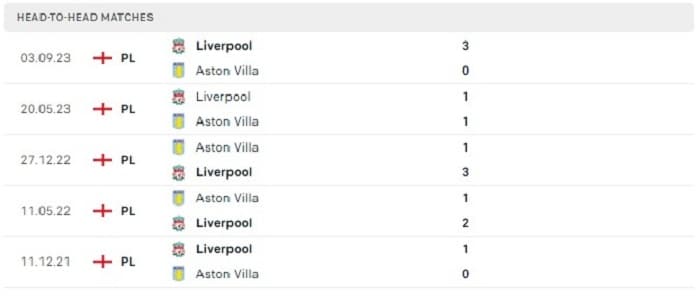 HEAD-TO-HEAD MATCHES
03.09.23 PL Liverpool 3
Aston Villa 0
20.05.23 PL Liverpool 1
Aston Villa 1
27.12.22 PL Aston Villa 1
Liverpool 3
11.05.22 PL Aston Villa 1
Liverpool 2
11.12.21 PL Liverpool 1
Aston Villa 0